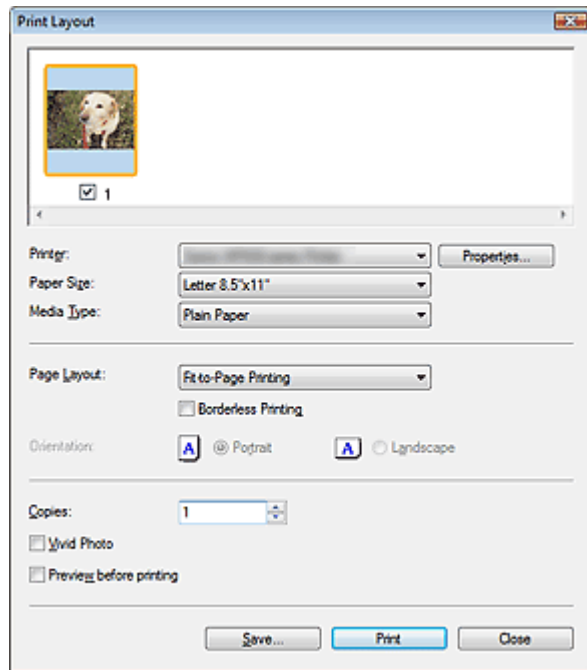 Print Layout
1
Printer:
Properties...
Paper Size:
Letter 8.5"x11"
Media Type:
Plain Paper
Page Layout:
Fit-to-Page Printing
Borderless Printing
Orientation:
A Portrait
A Landscape
Copies:
1
Vivid Photo
Preview before printing
Save...
Print
Close